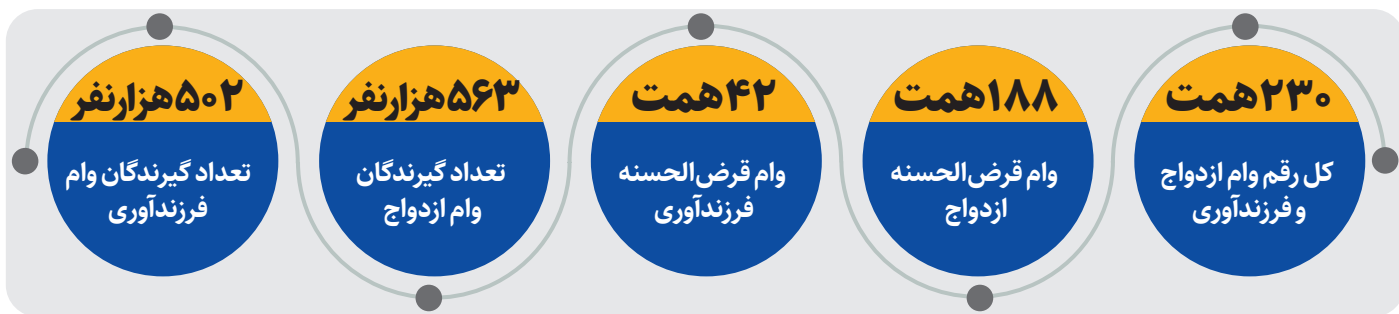 ۲۳۰همت
کل رقم وام ازدواج
و فرزندآوری
۱۸۸همت
وام قرض‌الحسنه
ازدواج
۴۲همت
وام قرض‌الحسنه
فرزندآوری
۵۶۳هزارنفر
تعداد گیرندگان
وام ازدواج
۵۰۲هزارنفر
تعداد گیرندگان وام
فرزندآوری